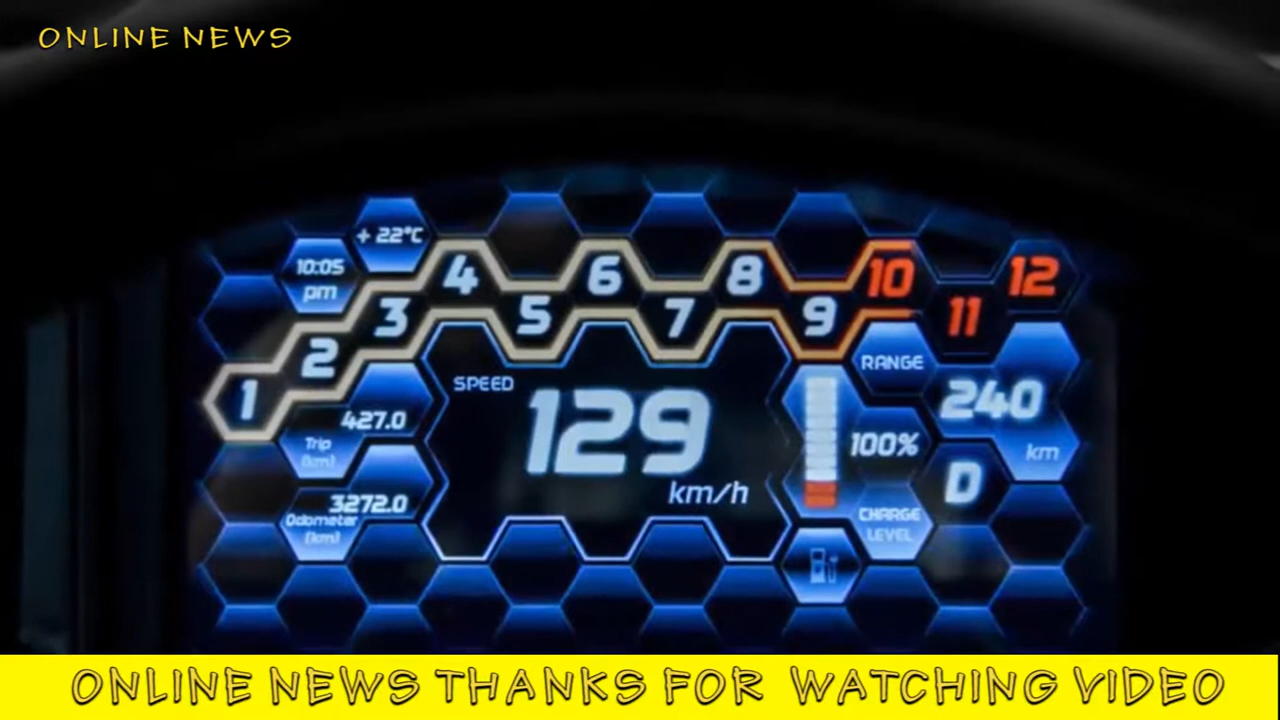 ONLINE NEWS
+ 22°C
10:05
pm
1
2
3
4
5
6
7
8
9
10
11
12
427.0
Trip
(km)
3272.0
Odometer
(km)
SPEED
129
km/h
RANGE
240
km
100%
D
CHARGE
LEVEL
ONLINE NEWS THANKS FOR WATCHING VIDEO